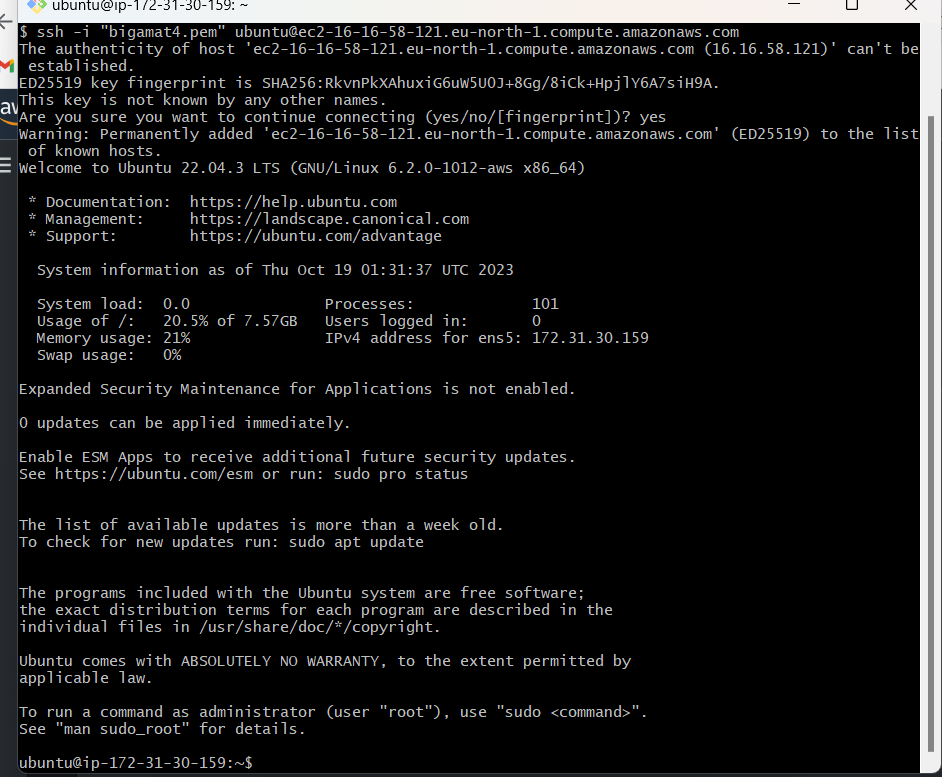 ubuntu@ip-172-31-30-159: ~
$ ssh -i "bigamat4.pem" ubuntu@ec2-16-16-58-121.eu-north-1.compute.amazonaws.com
The authenticity of host 'ec2-16-16-58-121.eu-north-1.compute.amazonaws.com (16.16.58.121)' can't be
 established.
ED25519 key fingerprint is SHA256:RkvnPkXAhuxiG6uW5U0J+8Gg/8iCk+HpjlY6A7siH9A.
This key is not known by any other names.
Are you sure you want to continue connecting (yes/no/[fingerprint])? yes
Warning: Permanently added 'ec2-16-16-58-121.eu-north-1.compute.amazonaws.com' (ED25519) to the list
 of known hosts.
Welcome to Ubuntu 22.04.3 LTS (GNU/Linux 6.2.0-1012-aws x86_64)
 * Documentation:  https://help.ubuntu.com
 * Management:     https://landscape.canonical.com
 * Support:        https://ubuntu.com/advantage
  System information as of Thu Oct 19 01:31:37 UTC 2023
  System load:  0.0               Processes:             101
  Usage of /:   20.5% of 7.57GB   Users logged in:       0
  Memory usage: 21%               IPv4 address for ens5: 172.31.30.159
  Swap usage:   0%
Expanded Security Maintenance for Applications is not enabled.
0 updates can be applied immediately.
Enable ESM Apps to receive additional future security updates.
See https://ubuntu.com/esm or run: sudo pro status
The list of available updates is more than a week old.
To check for new updates run: sudo apt update
The programs included with the Ubuntu system are free software;
the exact distribution terms for each program are described in the
individual files in /usr/share/doc/*/copyright.
Ubuntu comes with ABSOLUTELY NO WARRANTY, to the extent permitted by
applicable law.
To run a command as administrator (user "root"), use "sudo <command>".
See "man sudo_root" for details.
ubuntu@ip-172-31-30-159:~$